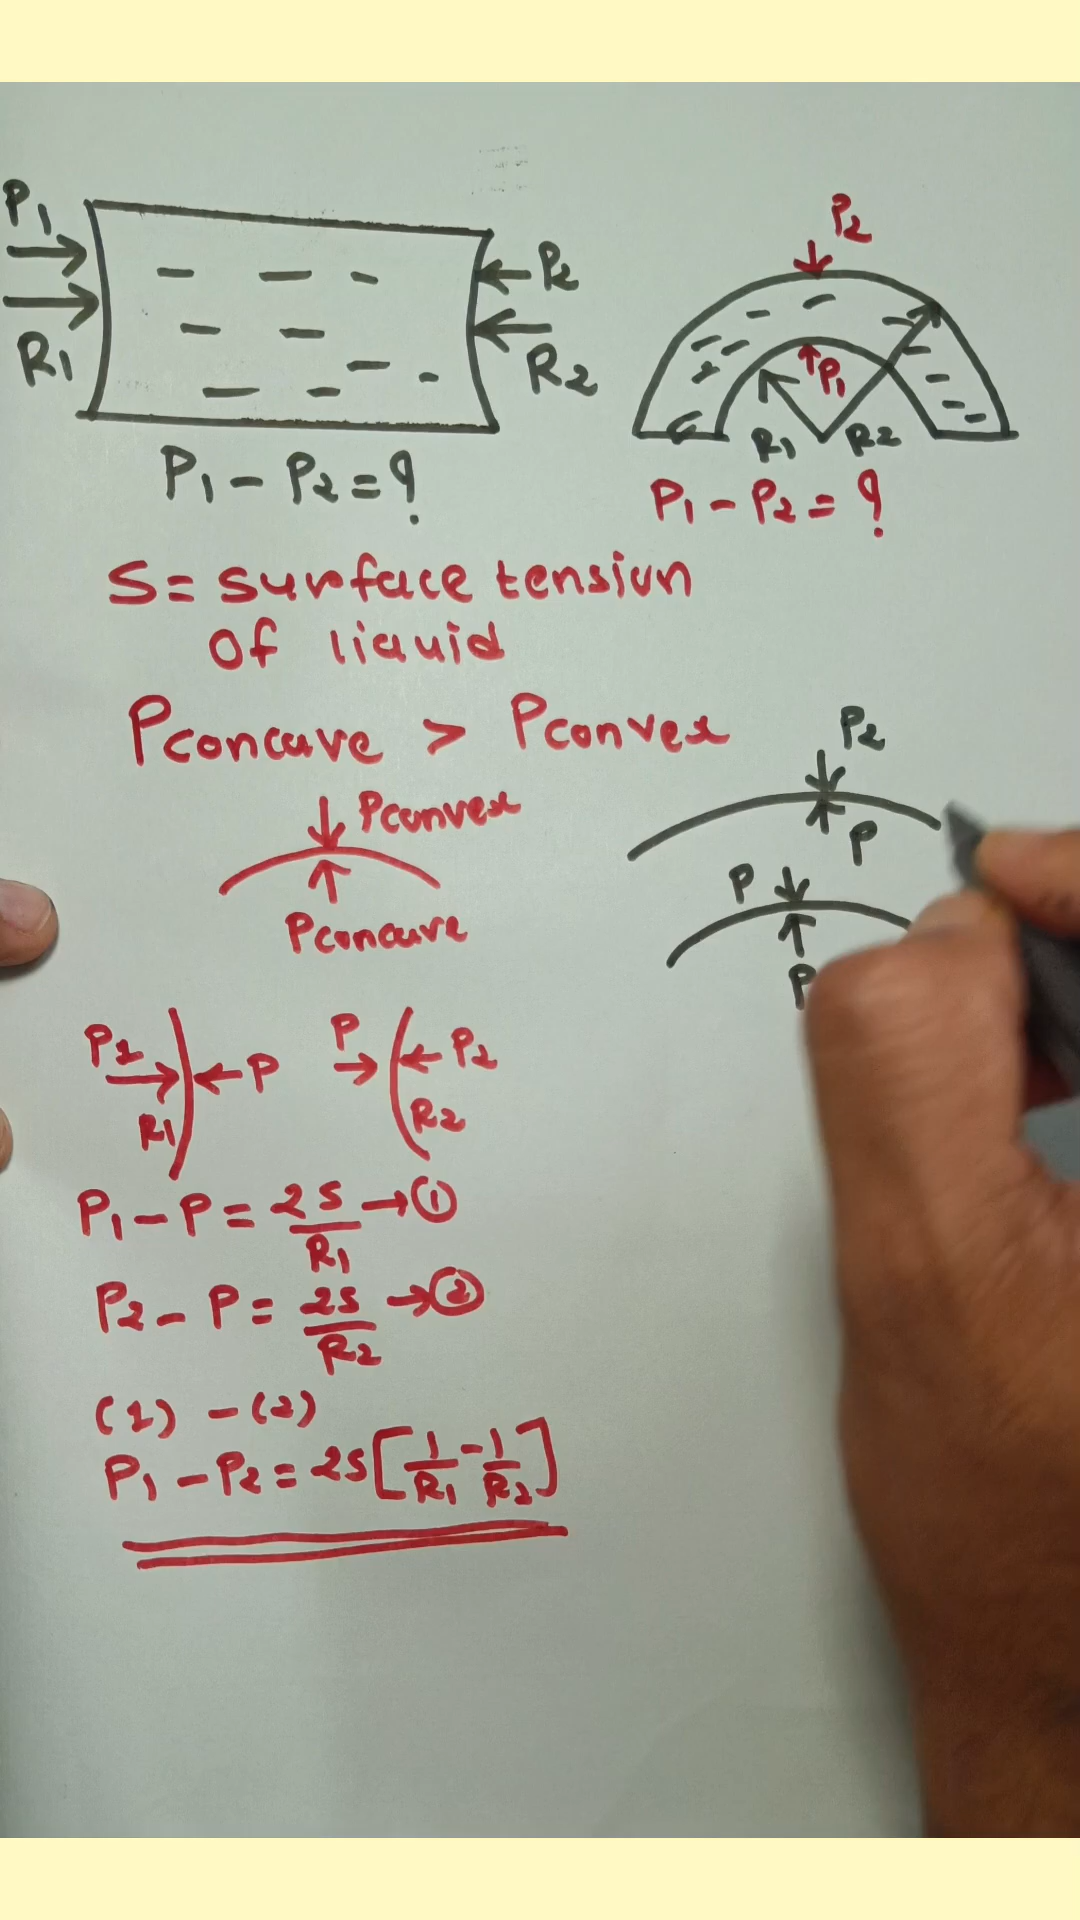 P1
R1
P2
R2
P1 - P2 = ?
P2
P1
R1 R2
P1 - P2 = ?
S = surface tension
of liquid
Pconcave > Pconvex
Pconvex
Pconcave
P2
P
P
P
P1 P P P2
R1 R2
P1 - P = 2S/R1 → ①
P2 - P = 2S/R2 → ②
(1) - (2)
P1 - P2 = 2S [1/R1 - 1/R2]